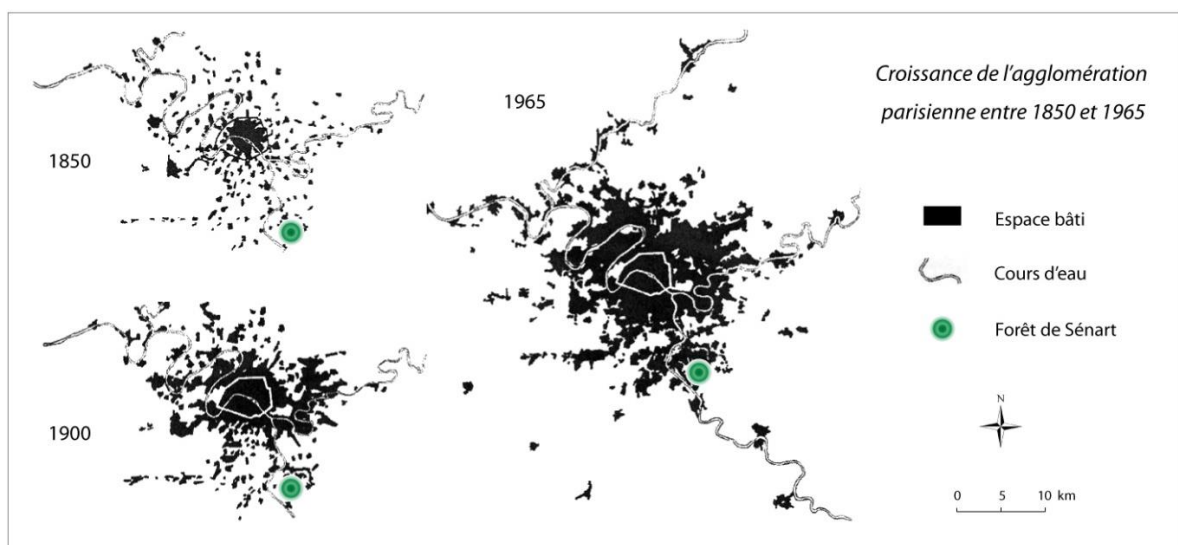 Croissance de l'agglomération
parisienne entre 1850 et 1965
1850
1900
1965
Espace bâti
Cours d'eau
Forêt de Sénart
N
0 5 10 km